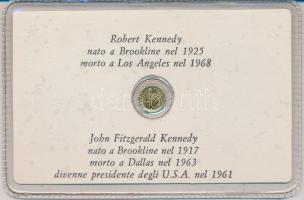 Robert Kennedy
nato a Brookline nel 1925
morto a Los Angeles nel 1968
John Fitzgerald Kennedy
nato a Brookline nel 1917
morto a Dallas nel 1963
divenne presidente degli U.S.A. nel 1961